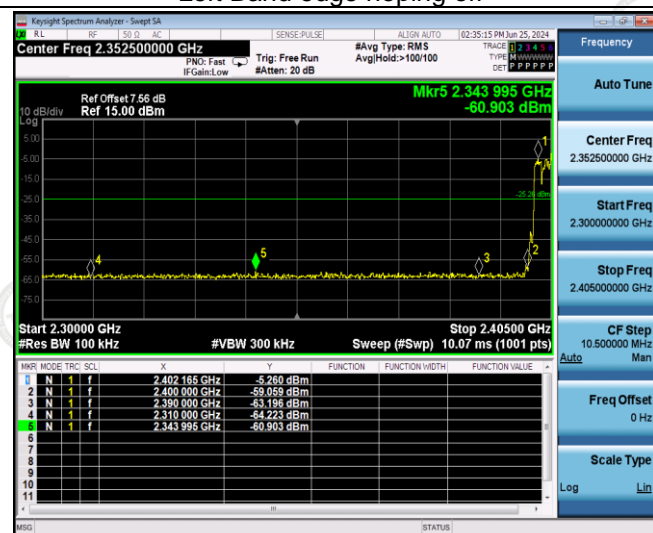 Left Band edge hoping off
Keysight Spectrum Analyzer - Swept SA
RL RF 50 Ω AC SENSE:PULSE ALIGN AUTO 02:35:15 PM Jun 25, 2024
Center Freq 2.352500000 GHz #Avg Type: RMS TRACE 1 2 3 4 5 6 Frequency
PNO: Fast Trig: Free Run Avg|Hold:>100/100 TYPE M WWWWW
IFGain:Low #Atten: 20 dB DET P P P P P P
Auto Tune
Mkr5 2.343 995 GHz
Ref Offset 7.56 dB
10 dB/div Ref 15.00 dBm -60.903 dBm
Log
5.00 1 Center Freq
-5.00 2.352500000 GHz
-15.0
-25.0 -25.26 dBm Start Freq
-35.0 2.300000000 GHz
-45.0
-55.0 4 5 3 2 Stop Freq
-65.0 2.405000000 GHz
-75.0
Start 2.30000 GHz Stop 2.40500 GHz CF Step
#Res BW 100 kHz #VBW 300 kHz Sweep (#Swp) 10.07 ms (1001 pts) 10.500000 MHz
Auto Man
MKR MODE TRC SCL X Y FUNCTION FUNCTION WIDTH FUNCTION VALUE
1 N 1 f 2.402 165 GHz -5.260 dBm
2 N 1 f 2.400 000 GHz -59.059 dBm
3 N 1 f 2.390 000 GHz -63.196 dBm Freq Offset
4 N 1 f 2.310 000 GHz -64.223 dBm 0 Hz
5 N 1 f 2.343 995 GHz -60.903 dBm
6
7
8 Scale Type
9
10 Log Lin
11
MSG STATUS